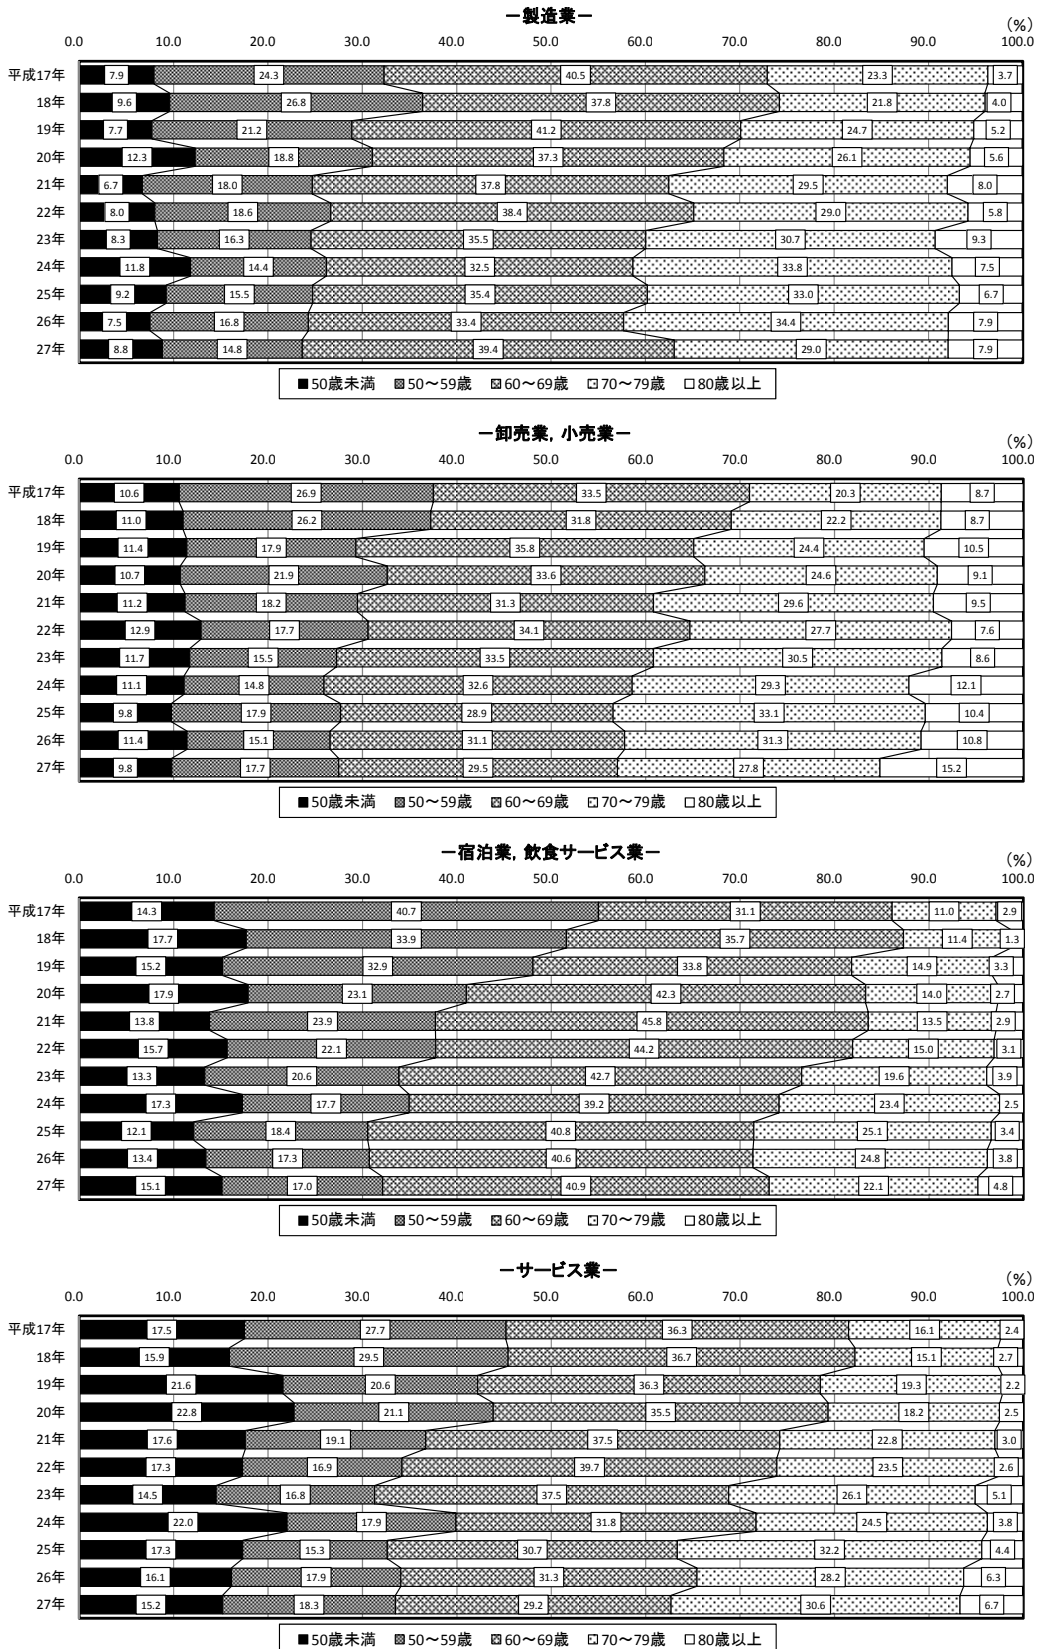 －製造業－
(%)
0.0 10.0 20.0 30.0 40.0 50.0 60.0 70.0 80.0 90.0 100.0
平成17年 7.9 24.3 40.5 23.3 3.7
18年 9.6 26.8 37.8 21.8 4.0
19年 7.7 21.2 41.2 24.7 5.2
20年 12.3 18.8 37.3 26.1 5.6
21年 6.7 18.0 37.8 29.5 8.0
22年 8.0 18.6 38.4 29.0 5.8
23年 8.3 16.3 35.5 30.7 9.3
24年 11.8 14.4 32.5 33.8 7.5
25年 9.2 15.5 35.4 33.0 6.7
26年 7.5 16.8 33.4 34.4 7.9
27年 8.8 14.8 39.4 29.0 7.9
■50歳未満 50～59歳 60～69歳 70～79歳 □80歳以上
－卸売業，小売業－
(%)
0.0 10.0 20.0 30.0 40.0 50.0 60.0 70.0 80.0 90.0 100.0
平成17年 10.6 26.9 33.5 20.3 8.7
18年 11.0 26.2 31.8 22.2 8.7
19年 11.4 17.9 35.8 24.4 10.5
20年 10.7 21.9 33.6 24.6 9.1
21年 11.2 18.2 31.3 29.6 9.5
22年 12.9 17.7 34.1 27.7 7.6
23年 11.7 15.5 33.5 30.5 8.6
24年 11.1 14.8 32.6 29.3 12.1
25年 9.8 17.9 28.9 33.1 10.4
26年 11.4 15.1 31.1 31.3 10.8
27年 9.8 17.7 29.5 27.8 15.2
■50歳未満 50～59歳 60～69歳 70～79歳 □80歳以上
－宿泊業，飲食サービス業－
(%)
0.0 10.0 20.0 30.0 40.0 50.0 60.0 70.0 80.0 90.0 100.0
平成17年 14.3 40.7 31.1 11.0 2.9
18年 17.7 33.9 35.7 11.4 1.3
19年 15.2 32.9 33.8 14.9 3.3
20年 17.9 23.1 42.3 14.0 2.7
21年 13.8 23.9 45.8 13.5 2.9
22年 15.7 22.1 44.2 15.0 3.1
23年 13.3 20.6 42.7 19.6 3.9
24年 17.3 17.7 39.2 23.4 2.5
25年 12.1 18.4 40.8 25.1 3.4
26年 13.4 17.3 40.6 24.8 3.8
27年 15.1 17.0 40.9 22.1 4.8
■50歳未満 50～59歳 60～69歳 70～79歳 □80歳以上
－サービス業－
(%)
0.0 10.0 20.0 30.0 40.0 50.0 60.0 70.0 80.0 90.0 100.0
平成17年 17.5 27.7 36.3 16.1 2.4
18年 15.9 29.5 36.7 15.1 2.7
19年 21.6 20.6 36.3 19.3 2.2
20年 22.8 21.1 35.5 18.2 2.5
21年 17.6 19.1 37.5 22.8 3.0
22年 17.3 16.9 39.7 23.5 2.6
23年 14.5 16.8 37.5 26.1 5.1
24年 22.0 17.9 31.8 24.5 3.8
25年 17.3 15.3 30.7 32.2 4.4
26年 16.1 17.9 31.3 28.2 6.3
27年 15.2 18.3 29.2 30.6 6.7
■50歳未満 50～59歳 60～69歳 70～79歳 □80歳以上